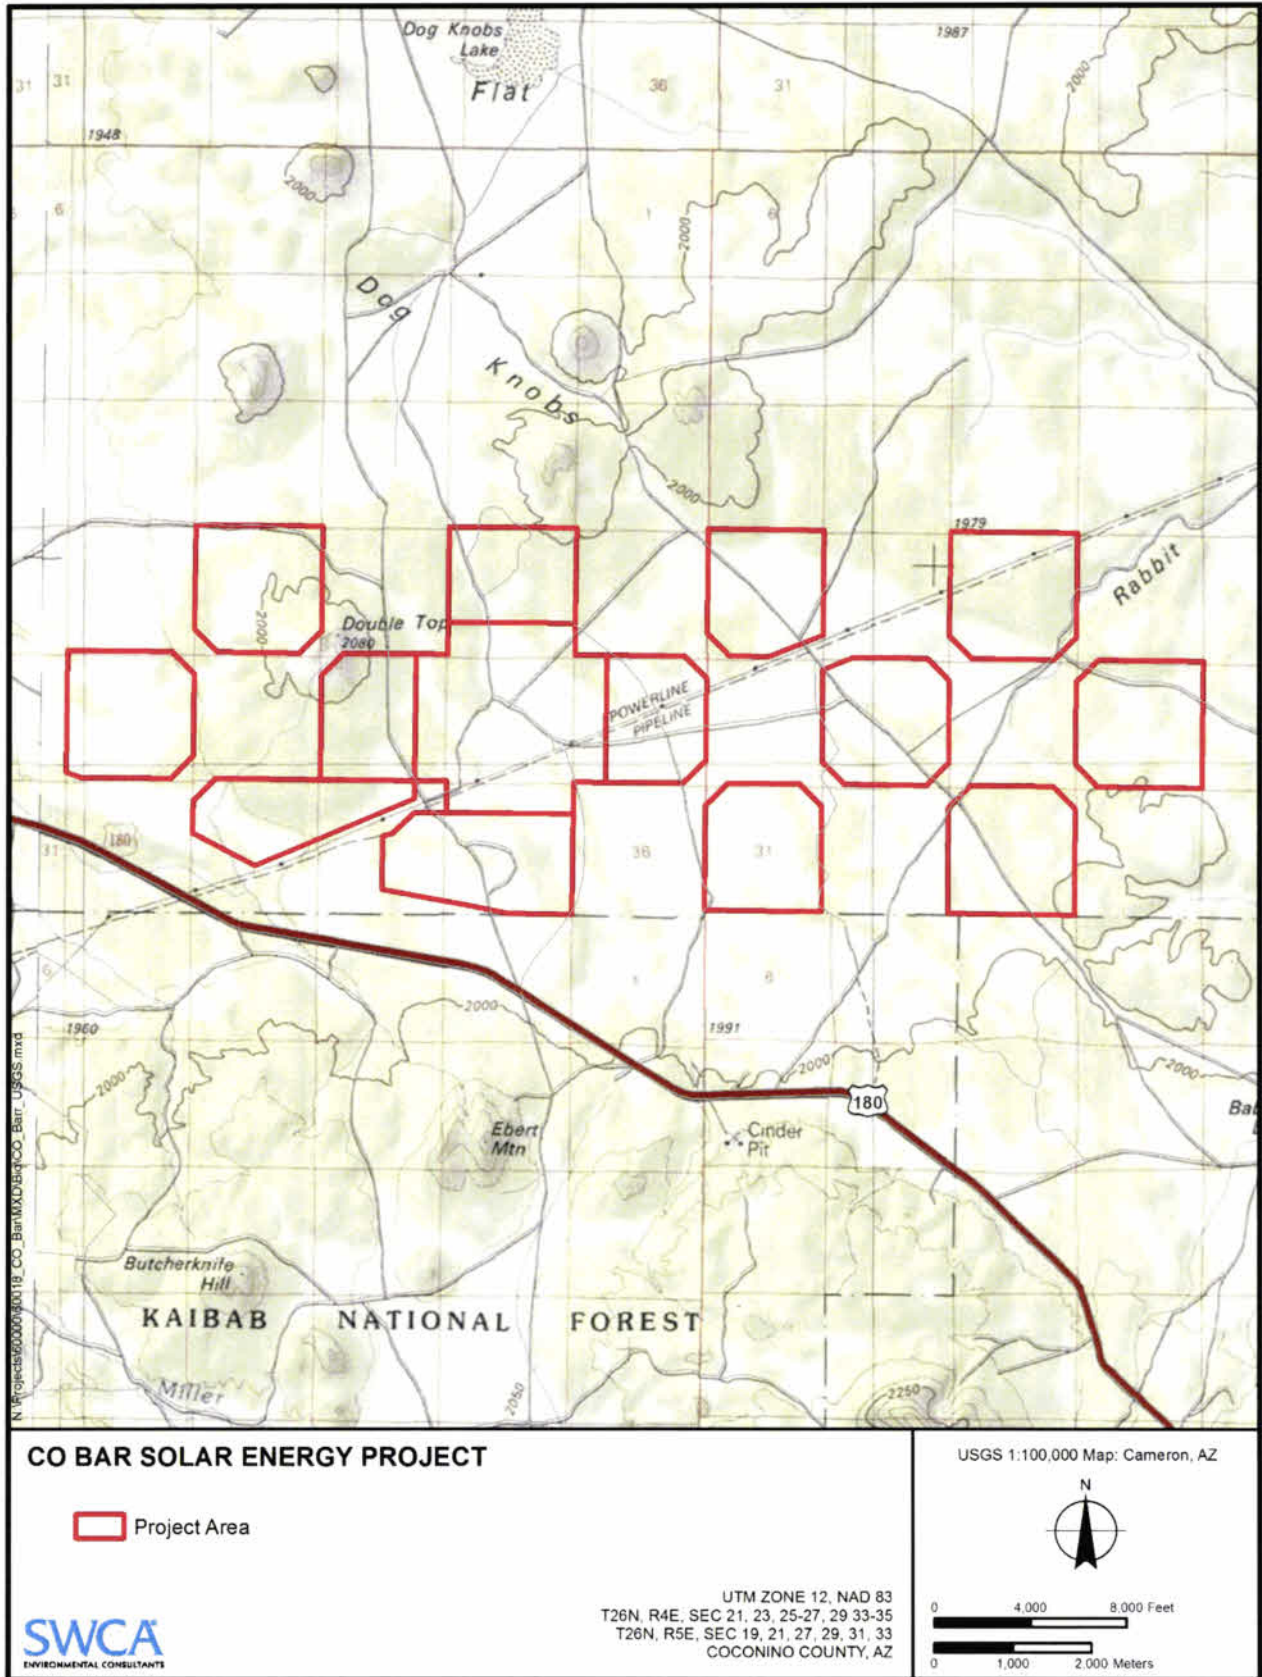 Dog Knobs
Lake
Flat
1987
2000
31
31
36
31
1948
2000
6
1
6
2000
Dog
Knobs
2000
1979
Rabbit
2000
Double Top
2080
POWERLINE
PIPELINE
180
31
36
31
6
1
6
2000
1960
1991
2000
2000
2000
180
Ebert
Mtn
Cinder
Pit
Butcherknife
Hill
KAIBAB NATIONAL FOREST
Miller
2050
2250
CO BAR SOLAR ENERGY PROJECT
Project Area
SWCA
ENVIRONMENTAL CONSULTANTS
UTM ZONE 12, NAD 83
T26N, R4E, SEC 21, 23, 25-27, 29 33-35
T26N, R5E, SEC 19, 21, 27, 29, 31, 33
COCONINO COUNTY, AZ
USGS 1:100,000 Map: Cameron, AZ
N
0 4,000 8,000 Feet
0 1,000 2,000 Meters